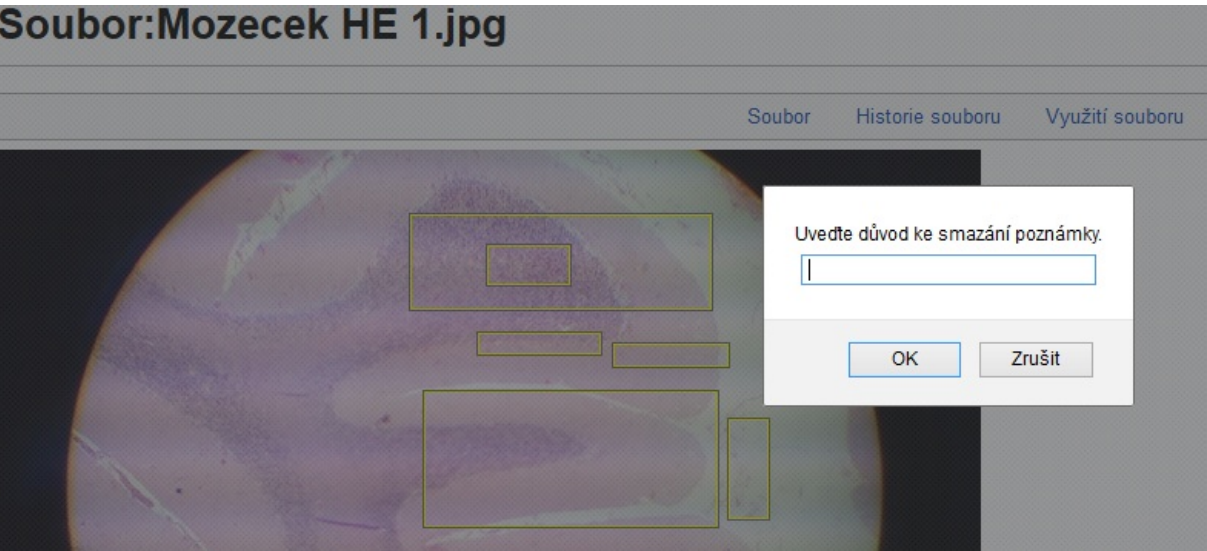 Soubor:Mozecek HE 1.jpg
Soubor Historie souboru Využití souboru
Uveďte důvod ke smazání poznámky.
OK Zrušit